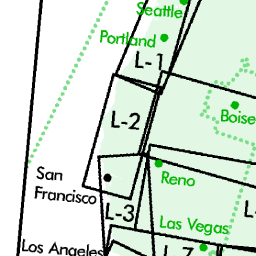 Seattle
Portland
L-1
Boise
L-2
San
Francisco
Reno
L-3
Las Vegas
L-
Los Angeles
L-7